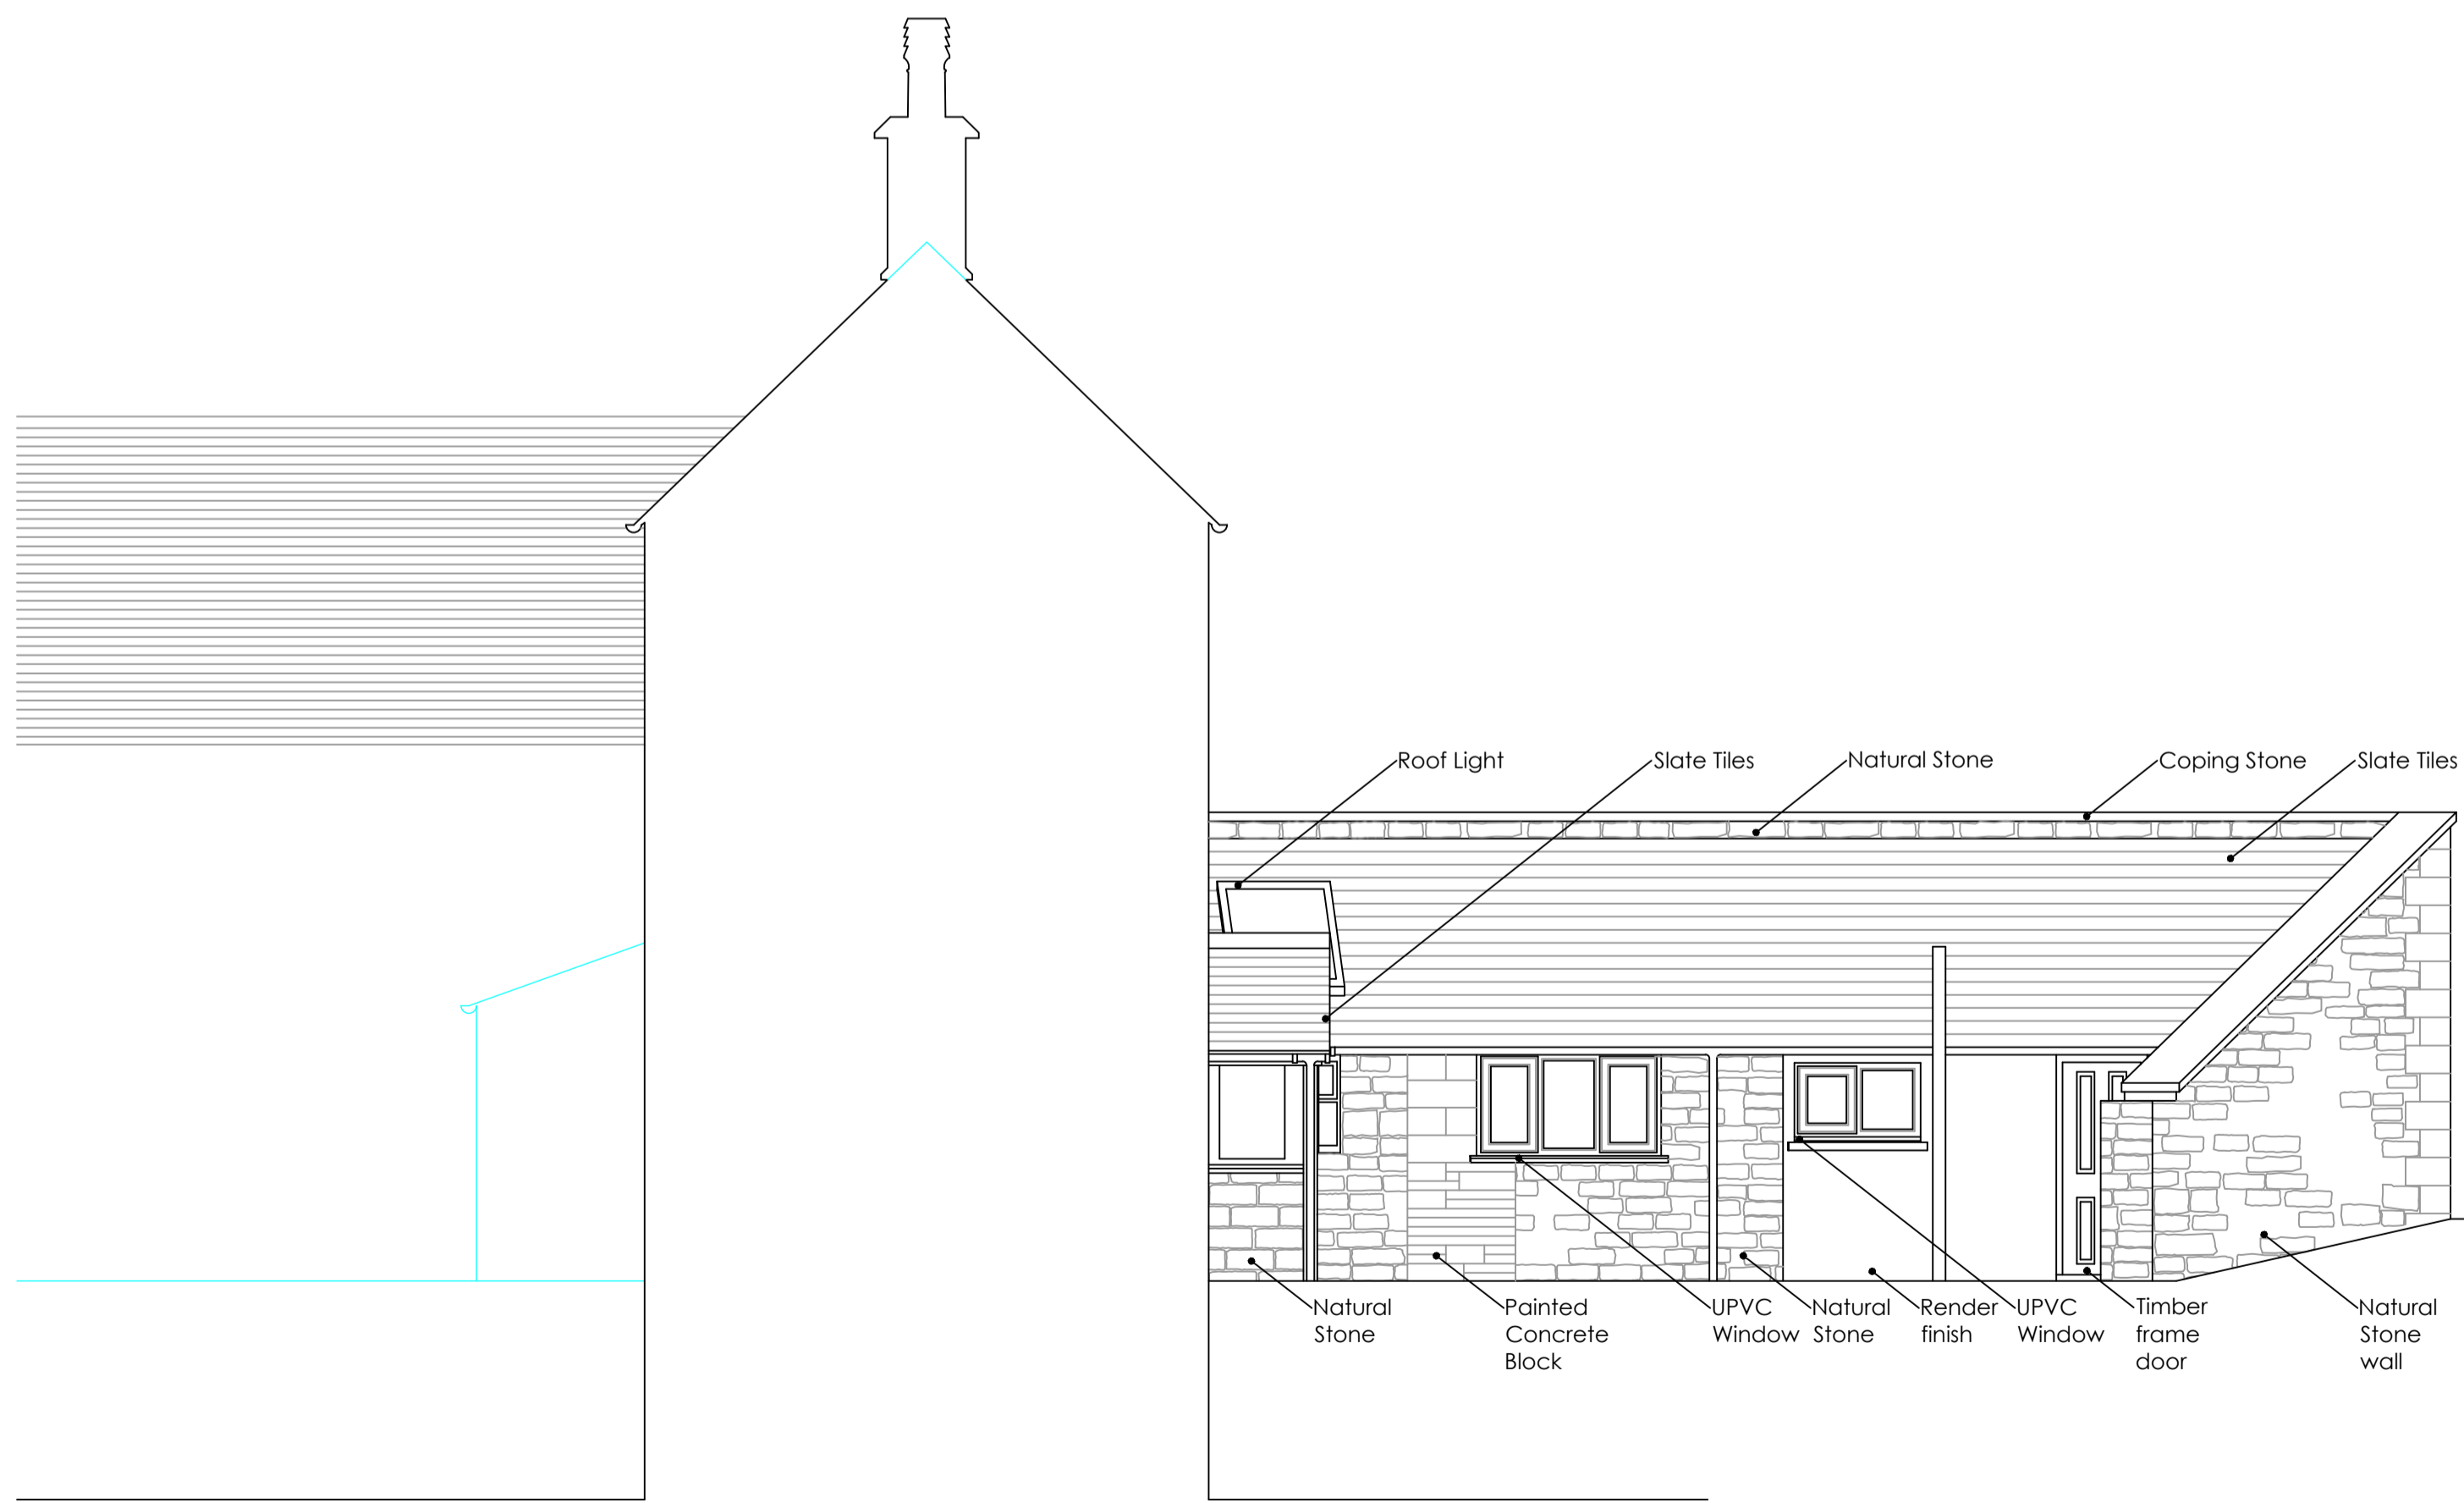 Roof Light
Slate Tiles
Natural Stone
Coping Stone
Slate Tiles
Natural
Stone
Painted
Concrete
Block
UPVC
Window
Natural
Stone
Render
finish
UPVC
Window
Timber
frame
door
Natural
Stone
wall